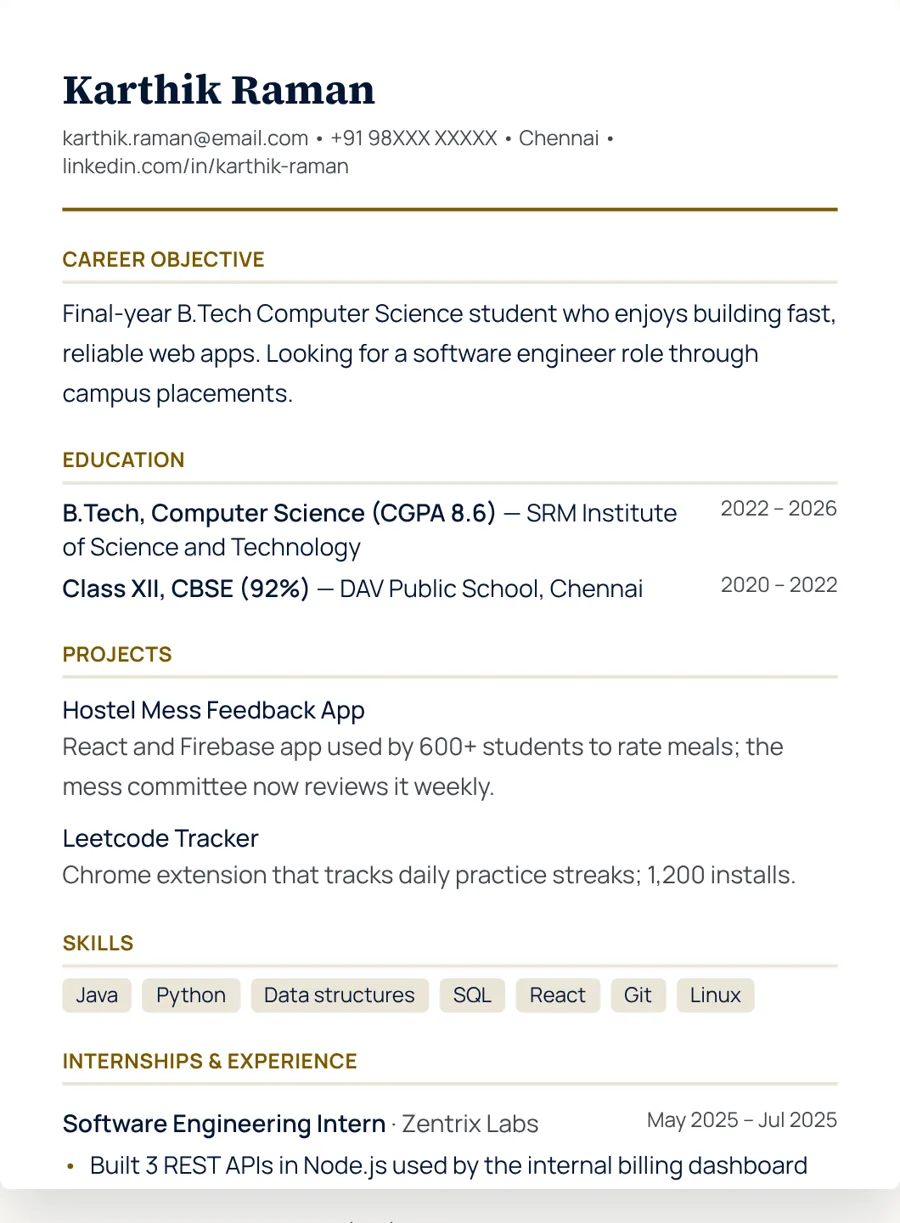 Karthik Raman
karthik.raman@email.com • +91 98XXX XXXXX • Chennai •
linkedin.com/in/karthik-raman
CAREER OBJECTIVE
Final-year B.Tech Computer Science student who enjoys building fast,
reliable web apps. Looking for a software engineer role through
campus placements.
EDUCATION
B.Tech, Computer Science (CGPA 8.6) — SRM Institute 2022 – 2026
of Science and Technology
Class XII, CBSE (92%) — DAV Public School, Chennai 2020 – 2022
PROJECTS
Hostel Mess Feedback App
React and Firebase app used by 600+ students to rate meals; the
mess committee now reviews it weekly.
Leetcode Tracker
Chrome extension that tracks daily practice streaks; 1,200 installs.
SKILLS
Java Python Data structures SQL React Git Linux
INTERNSHIPS & EXPERIENCE
Software Engineering Intern · Zentrix Labs May 2025 – Jul 2025
• Built 3 REST APIs in Node.js used by the internal billing dashboard